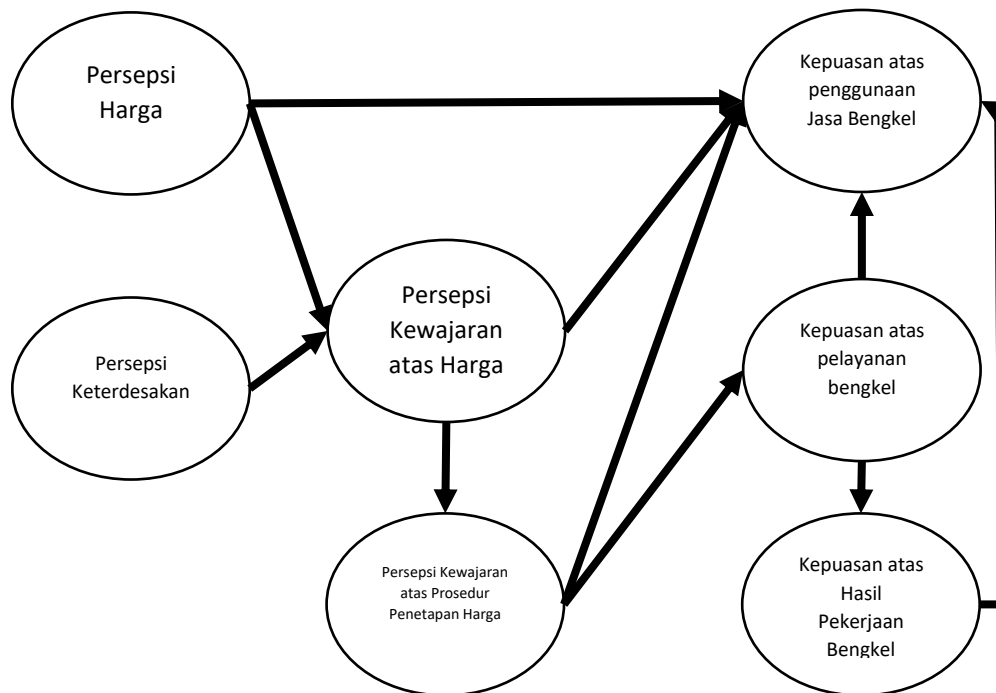 Persepsi
Harga
Kepuasan atas
penggunaan
Jasa Bengkel
Persepsi
Kewajaran
atas Harga
Persepsi
Keterdesakan
Kepuasan atas
pelayanan
bengkel
Persepsi Kewajaran
atas Prosedur
Penetapan Harga
Kepuasan atas
Hasil
Pekerjaan
Bengkel